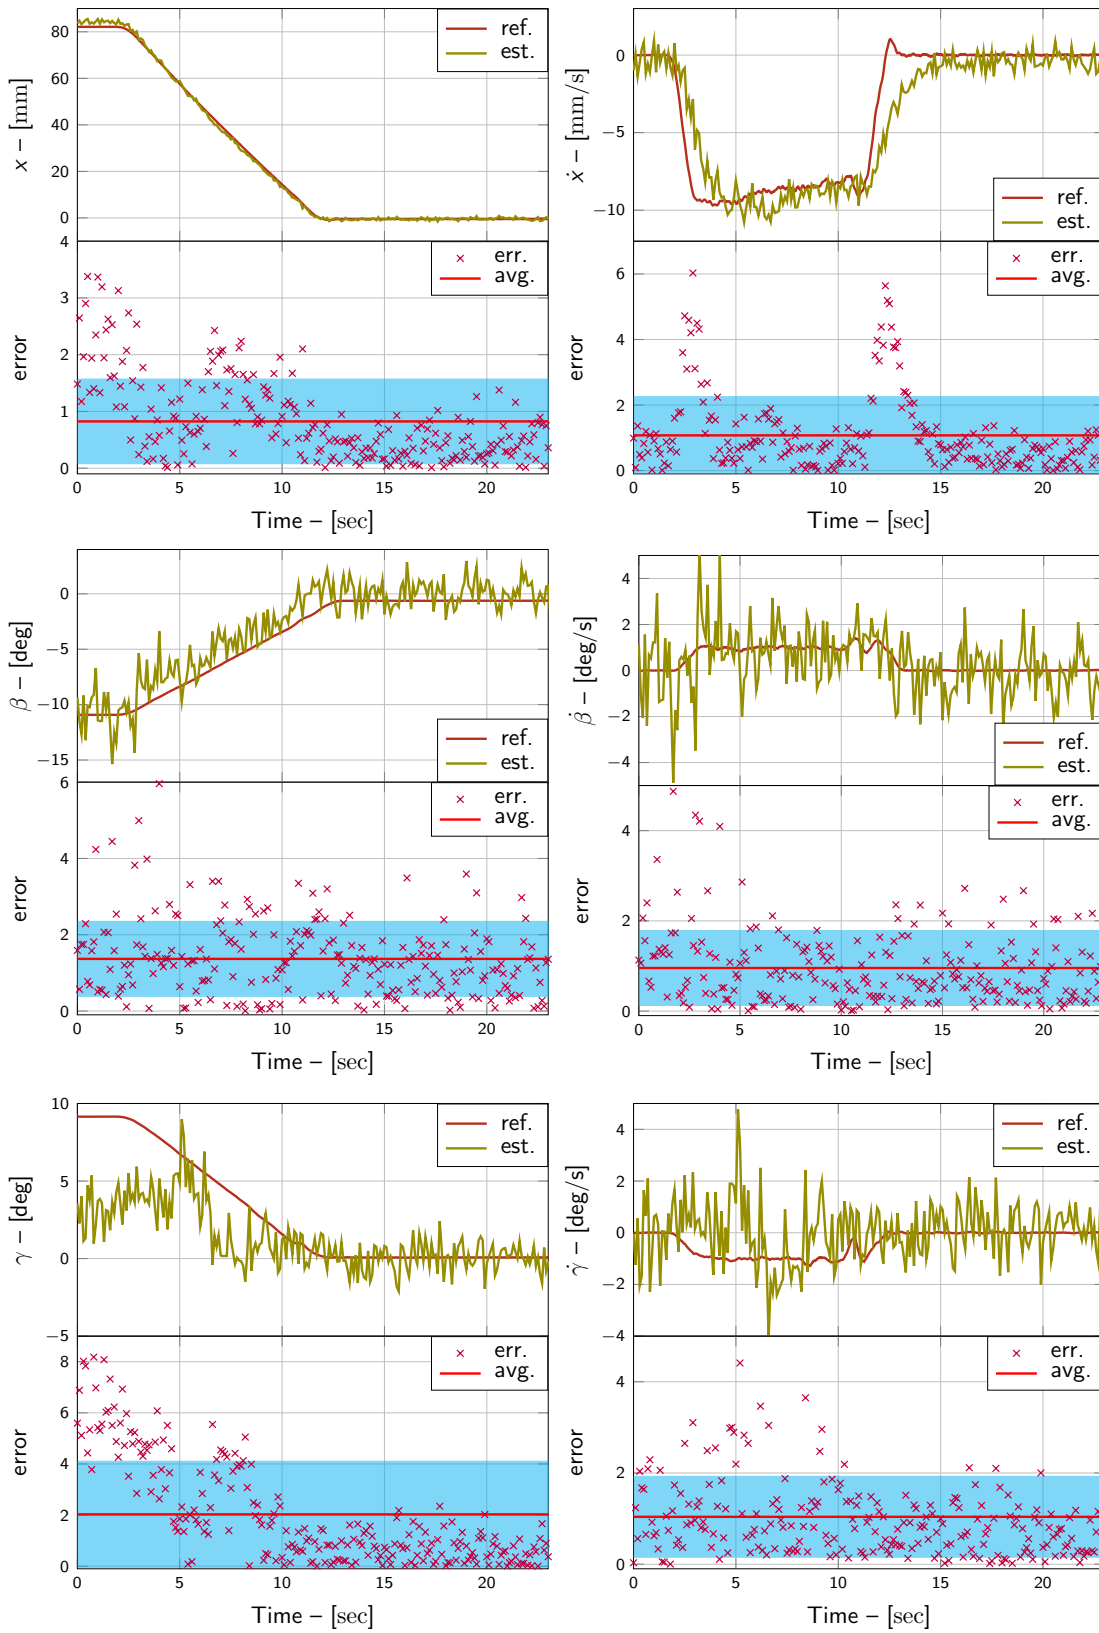 80
60
40
20
0
x – [mm]
ref.
est.
4
3
2
1
0
error
err.
avg.
0 5 10 15 20
Time – [sec]
0
−5
−10
ẋ – [mm/s]
ref.
est.
6
4
2
0
error
err.
avg.
0 5 10 15 20
Time – [sec]
0
−5
−10
−15
β – [deg]
ref.
est.
6
4
2
0
error
err.
avg.
0 5 10 15 20
Time – [sec]
4
2
0
−2
−4
β̇ – [deg/s]
ref.
est.
4
2
0
error
err.
avg.
0 5 10 15 20
Time – [sec]
10
5
0
−5
γ – [deg]
ref.
est.
8
6
4
2
0
error
err.
avg.
0 5 10 15 20
Time – [sec]
4
2
0
−2
−4
γ̇ – [deg/s]
ref.
est.
4
2
0
error
err.
avg.
0 5 10 15 20
Time – [sec]